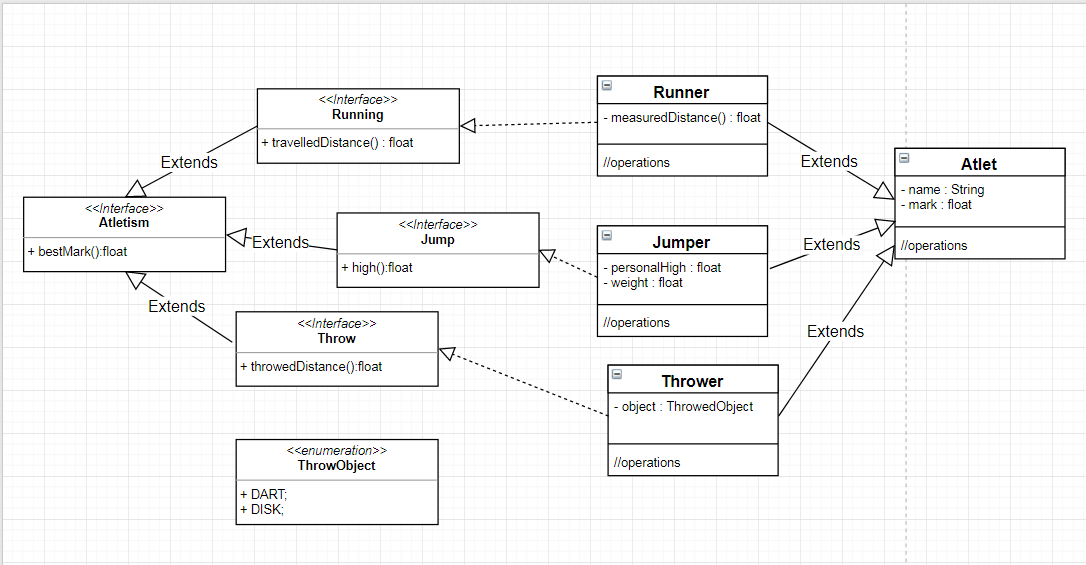 <<Interface>>
Running
+ travelledDistance() : float
Runner
- measuredDistance() : float
//operations
Extends
Extends
Atlet
- name : String
- mark : float
//operations
<<Interface>>
Atletism
+ bestMark():float
Extends
<<Interface>>
Jump
+ high():float
Jumper
- personalHigh : float
- weight : float
//operations
Extends
Extends
<<Interface>>
Throw
+ throwedDistance():float
Extends
Thrower
- object : ThrowedObject
//operations
<<enumeration>>
ThrowObject
+ DART;
+ DISK;